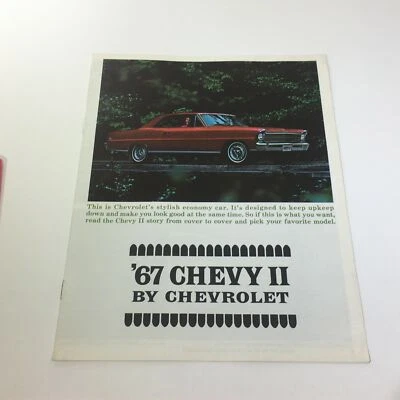 This is Chevrolet's stylish economy car. It's designed to keep upkeep
down and make you look good at the same time. So if this is what you want,
read the Chevy II story from cover to cover and pick your favorite model.
'67 CHEVY II
BY CHEVROLET